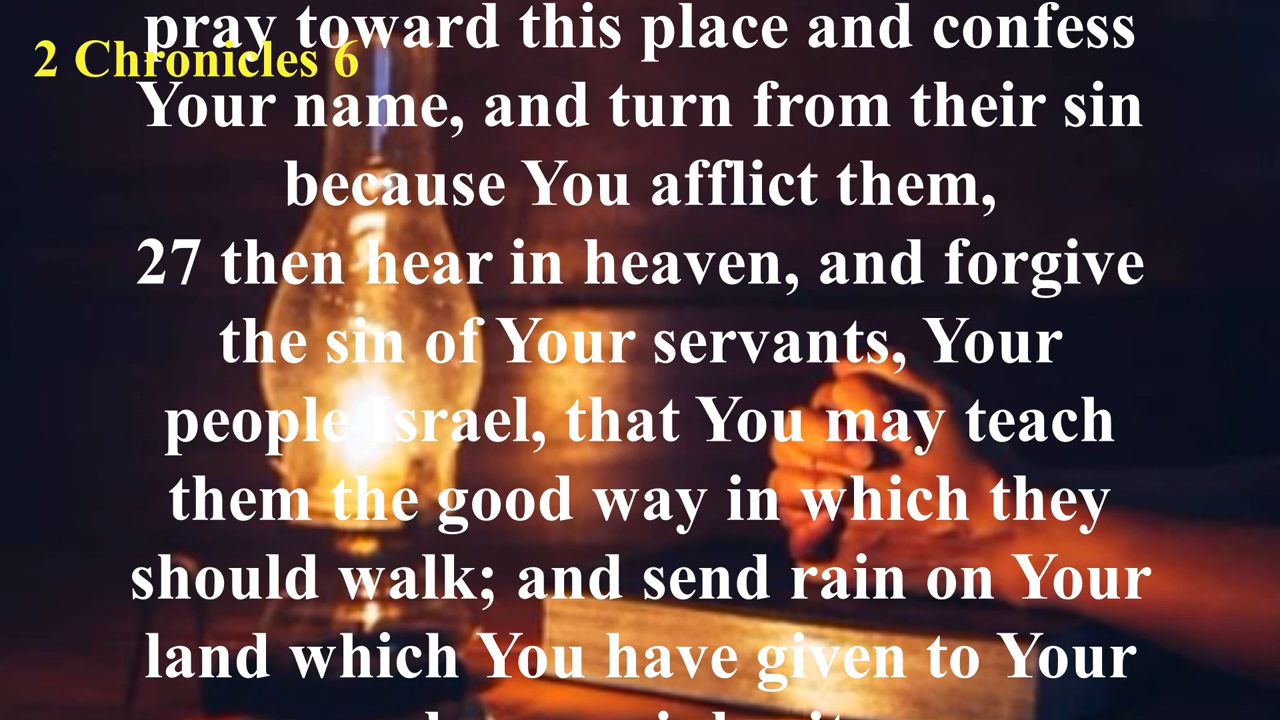 pray toward this place and confess
2 Chronicles 6
Your name, and turn from their sin
because You afflict them,
27 then hear in heaven, and forgive
the sin of Your servants, Your
people Israel, that You may teach
them the good way in which they
should walk; and send rain on Your
land which You have given to Your